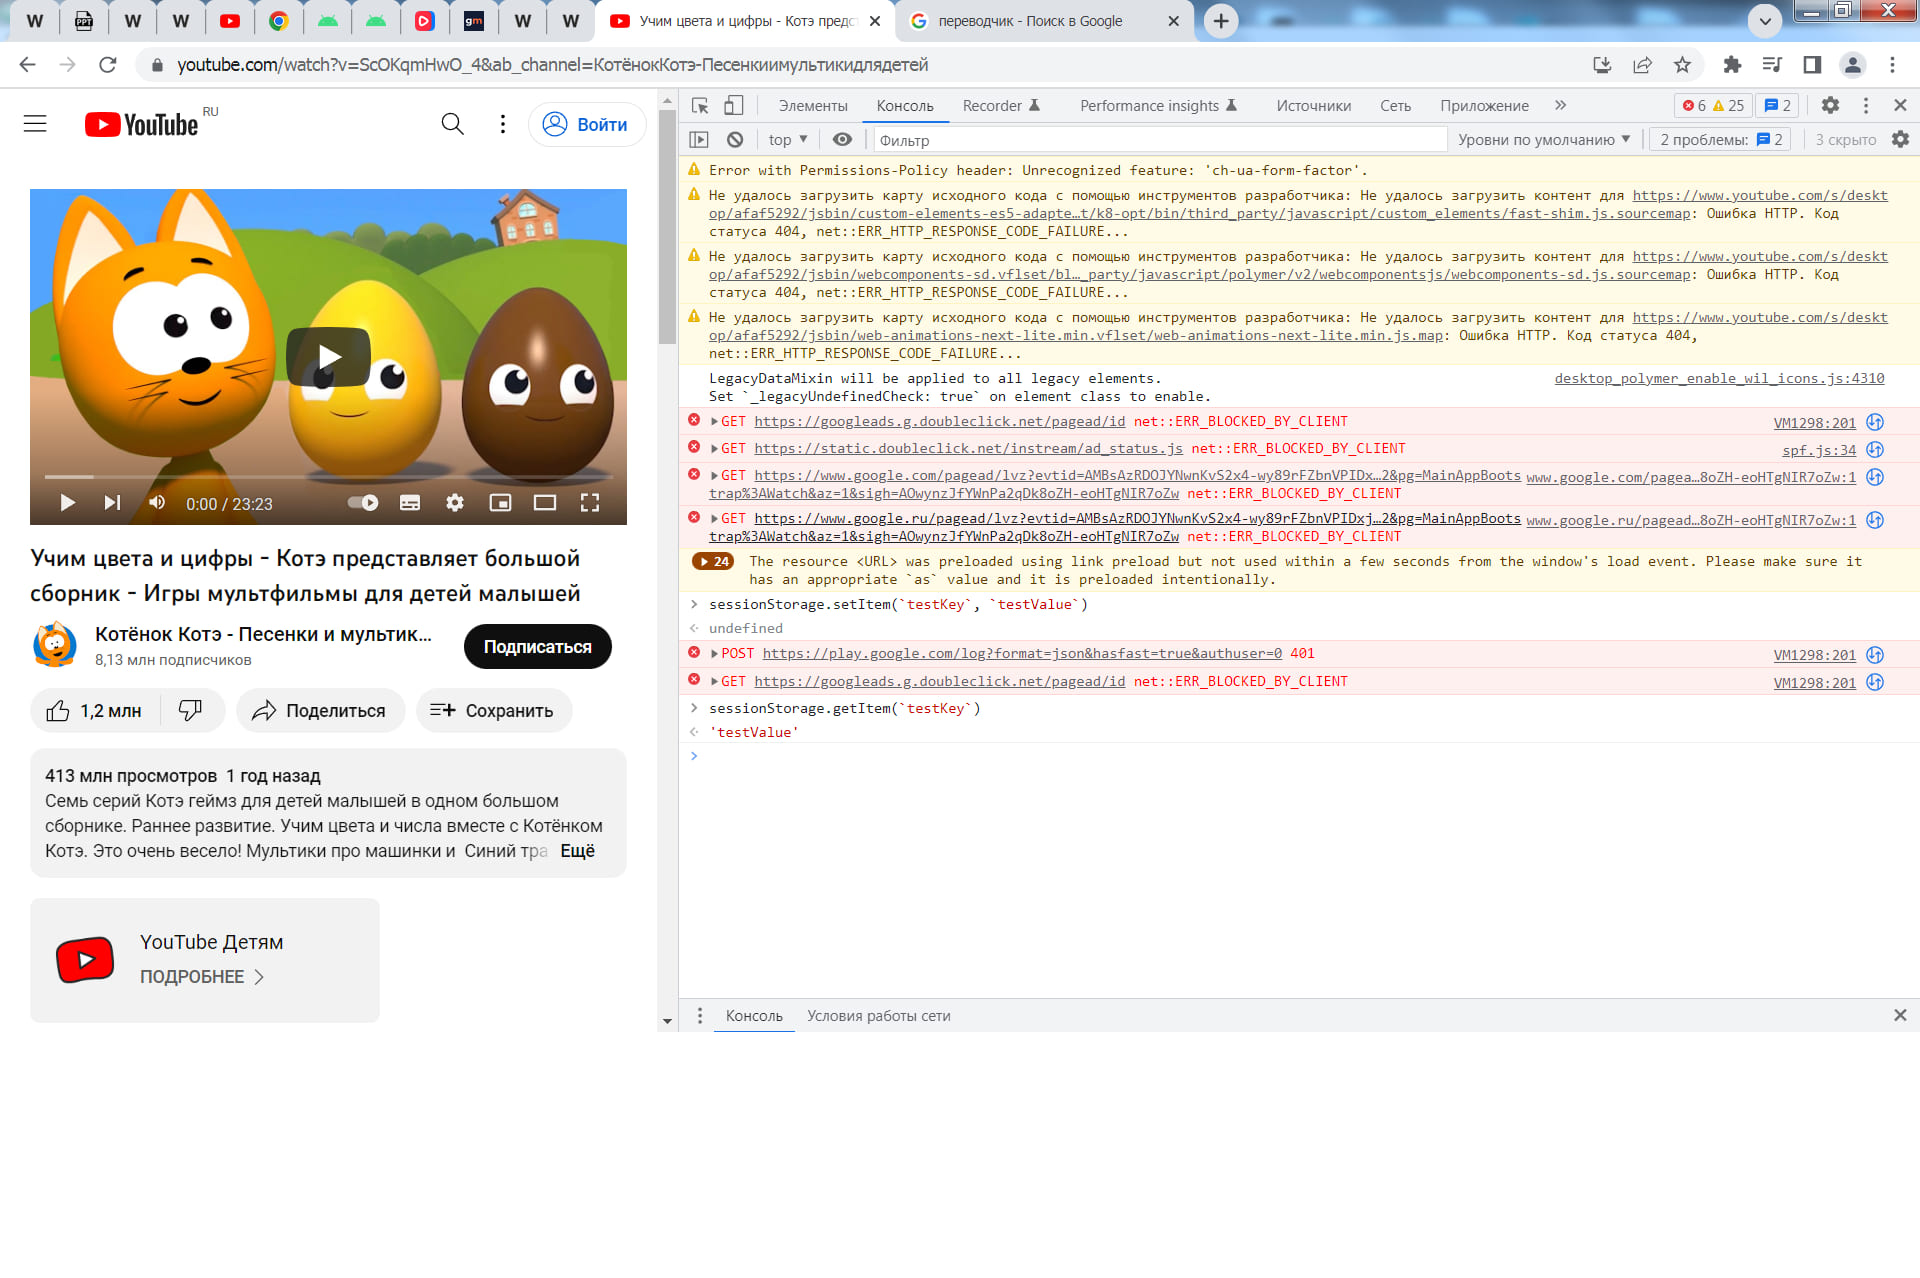 W
PPT
W
W
gm
W
W
Учим цвета и цифры - Котэ предс
переводчик - Поиск в Google
youtube.com/watch?v=ScOKqmHwO_4&ab_channel=КотёнокКотэ-Песенкиимультикидлядетей
YouTube
RU
Войти
0:00 / 23:23
Учим цвета и цифры - Котэ представляет большой
сборник - Игры мультфильмы для детей малышей
Котёнок Котэ - Песенки и мультик...
8,13 млн подписчиков
Подписаться
1,2 млн
Поделиться
Сохранить
413 млн просмотров 1 год назад
Семь серий Котэ геймз для детей малышей в одном большом
сборнике. Раннее развитие. Учим цвета и числа вместе с Котёнком
Котэ. Это очень весело! Мультики про машинки и Синий тра Ещё
YouTube Детям
ПОДРОБНЕЕ
Элементы
Консоль
Recorder
Performance insights
Источники
Сеть
Приложение
6
25
2
top
Фильтр
Уровни по умолчанию
2 проблемы: 2
3 скрыто
Error with Permissions-Policy header: Unrecognized feature: 'ch-ua-form-factor'.
Не удалось загрузить карту исходного кода с помощью инструментов разработчика: Не удалось загрузить контент для https://www.youtube.com/s/deskt
op/afaf5292/jsbin/custom-elements-es5-adapte…t/k8-opt/bin/third_party/javascript/custom_elements/fast-shim.js.sourcemap: Ошибка HTTP. Код
статуса 404, net::ERR_HTTP_RESPONSE_CODE_FAILURE...
Не удалось загрузить карту исходного кода с помощью инструментов разработчика: Не удалось загрузить контент для https://www.youtube.com/s/deskt
op/afaf5292/jsbin/webcomponents-sd.vflset/bl…_party/javascript/polymer/v2/webcomponentsjs/webcomponents-sd.js.sourcemap: Ошибка HTTP. Код
статуса 404, net::ERR_HTTP_RESPONSE_CODE_FAILURE...
Не удалось загрузить карту исходного кода с помощью инструментов разработчика: Не удалось загрузить контент для https://www.youtube.com/s/deskt
op/afaf5292/jsbin/web-animations-next-lite.min.vflset/web-animations-next-lite.min.js.map: Ошибка HTTP. Код статуса 404,
net::ERR_HTTP_RESPONSE_CODE_FAILURE...
LegacyDataMixin will be applied to all legacy elements. desktop_polymer_enable_wil_icons.js:4310
Set `_legacyUndefinedCheck: true` on element class to enable.
GET https://googleads.g.doubleclick.net/pagead/id net::ERR_BLOCKED_BY_CLIENT VM1298:201
GET https://static.doubleclick.net/instream/ad_status.js net::ERR_BLOCKED_BY_CLIENT spf.js:34
GET https://www.google.com/pagead/lvz?evtid=AMBsAzRDOJYNwnKvS2x4-wy89rFZbnVPIDx…2&pg=MainAppBoots www.google.com/pagea…8oZH-eoHTgNIR7oZw:1
trap%3AWatch&az=1&sigh=AOwynzJfYWnPa2qDk8oZH-eoHTgNIR7oZw net::ERR_BLOCKED_BY_CLIENT
GET https://www.google.ru/pagead/lvz?evtid=AMBsAzRDOJYNwnKvS2x4-wy89rFZbnVPIDxj…2&pg=MainAppBoots www.google.ru/pagead…8oZH-eoHTgNIR7oZw:1
trap%3AWatch&az=1&sigh=AOwynzJfYWnPa2qDk8oZH-eoHTgNIR7oZw net::ERR_BLOCKED_BY_CLIENT
24 The resource <URL> was preloaded using link preload but not used within a few seconds from the window's load event. Please make sure it
has an appropriate `as` value and it is preloaded intentionally.
sessionStorage.setItem(`testKey`, `testValue`)
undefined
POST https://play.google.com/log?format=json&hasfast=true&authuser=0 401 VM1298:201
GET https://googleads.g.doubleclick.net/pagead/id net::ERR_BLOCKED_BY_CLIENT VM1298:201
sessionStorage.getItem(`testKey`)
'testValue'
Консоль
Условия работы сети